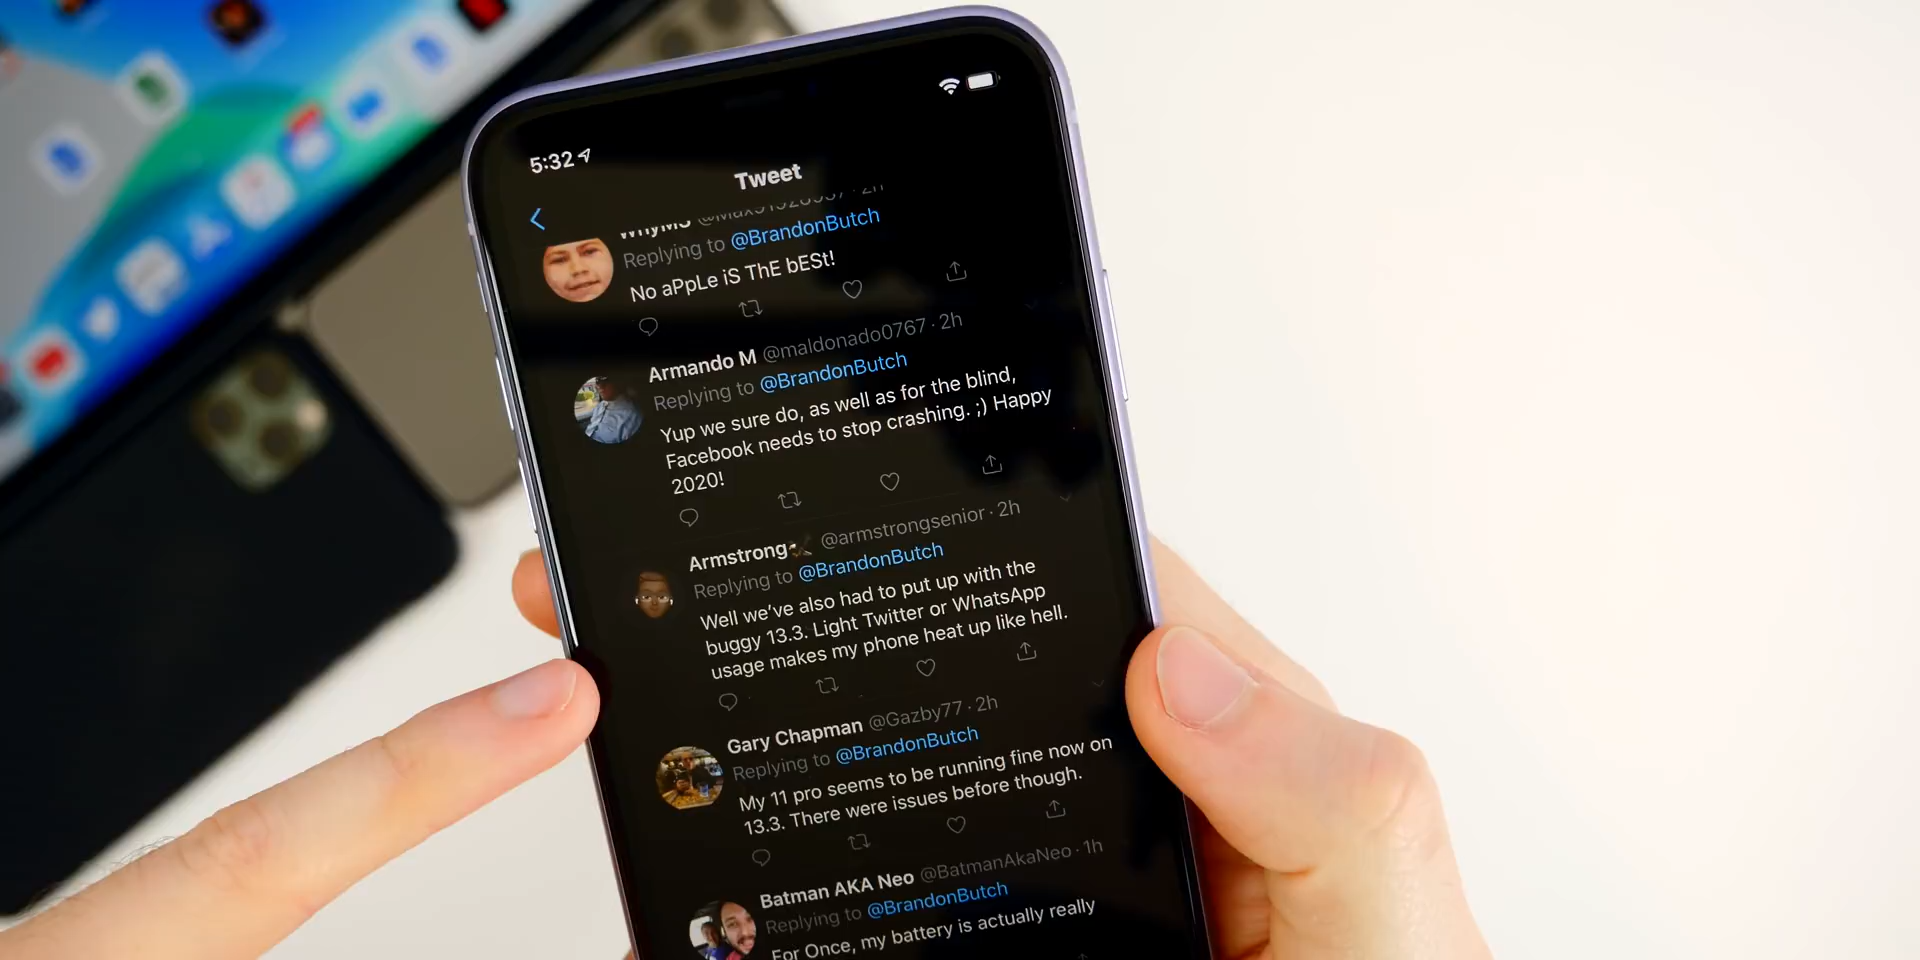 5:32
Tweet
WhyMS
Replying to @BrandonButch
No aPpLe iS ThE bESt!
Armando M @maldonado0767 · 2h
Replying to @BrandonButch
Yup we sure do, as well as for the blind,
Facebook needs to stop crashing. ;) Happy
2020!
Armstrong @armstrongsenior · 2h
Replying to @BrandonButch
Well we've also had to put up with the
buggy 13.3. Light Twitter or WhatsApp
usage makes my phone heat up like hell.
Gary Chapman @Gazby77 · 2h
Replying to @BrandonButch
My 11 pro seems to be running fine now on
13.3. There were issues before though.
Batman AKA Neo @BatmanAkaNeo · 1h
Replying to @BrandonButch
For Once, my battery is actually really